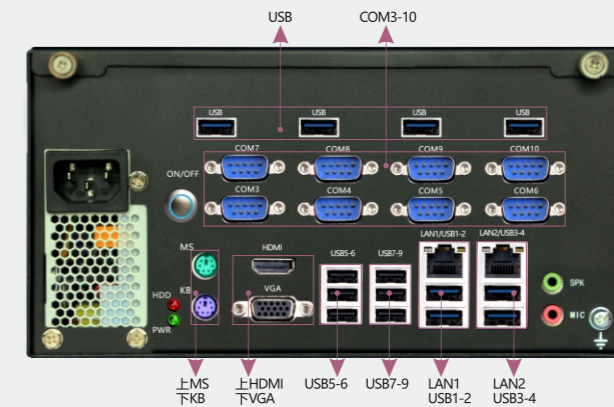 USB COM3-10
USB USB USB USB
COM7 COM8 COM9 COM10
ON/OFF
COM3 COM4 COM5 COM6
MS HDMI USB5-6 USB7-9 LAN1/USB1-2 LAN2/USB3-4
KB VGA
SPK
HDD
MIC
PWR
上MS 上HDMI USB5-6 USB7-9 LAN1 LAN2
下KB 下VGA USB1-2 USB3-4